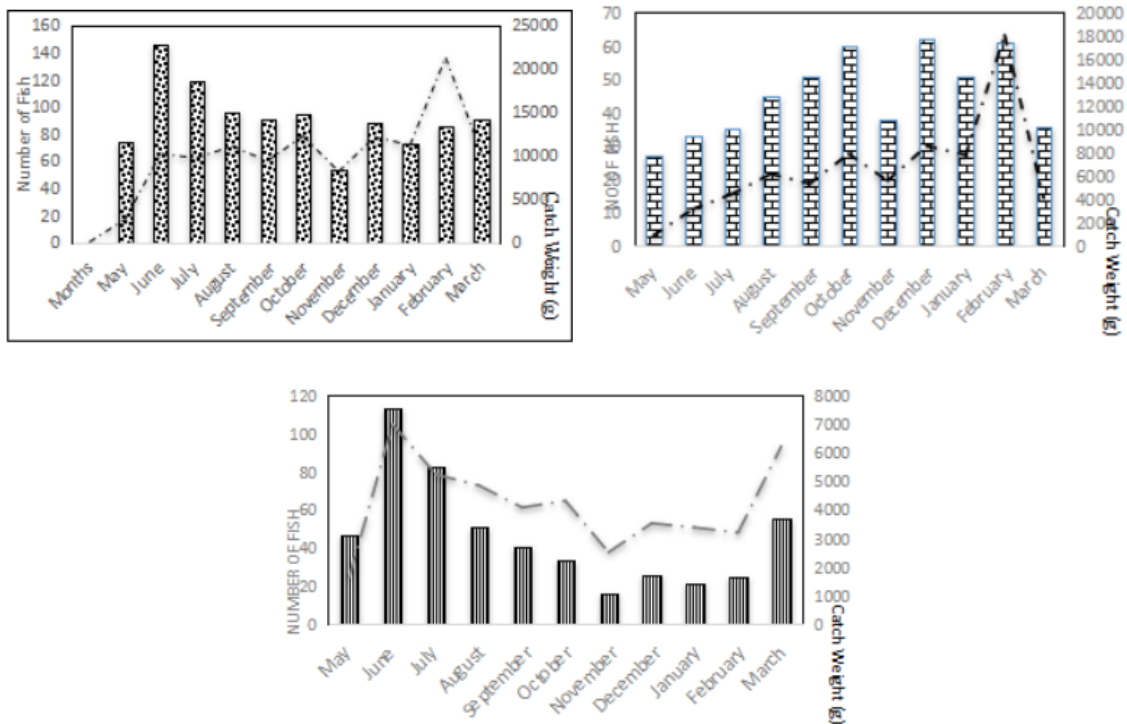 160
140
120
100
80
60
40
20
0
Number of Fish
25000
20000
15000
10000
5000
0
Catch Weight (g)
Months
May
June
July
August
September
October
November
December
January
February
March
70
60
50
40
30
20
10
0
20000
18000
16000
14000
12000
10000
8000
6000
4000
2000
0
Catch Weight (g)
May
June
July
August
September
October
November
December
January
February
March
120
100
80
60
40
20
0
NUMBER OF FISH
8000
7000
6000
5000
4000
3000
2000
1000
0
Catch Weight (g)
May
June
July
August
September
October
November
December
January
February
March